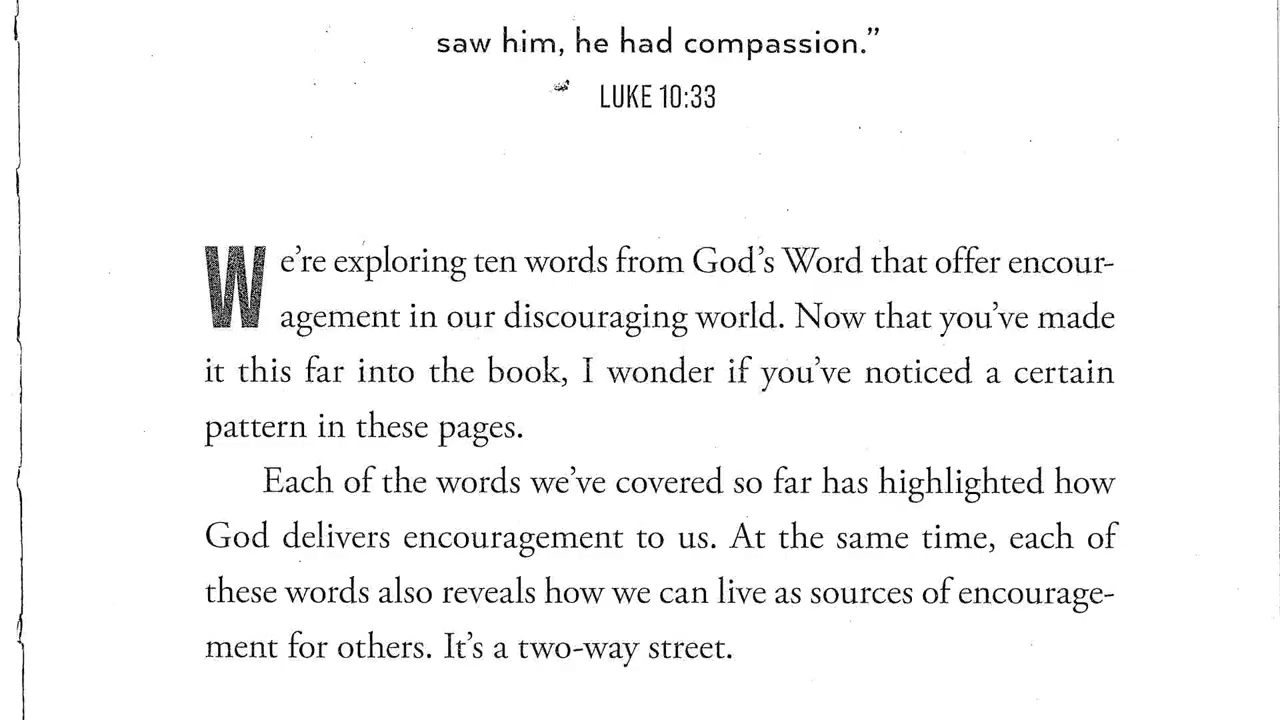 saw him, he had compassion.”
LUKE 10:33
We’re exploring ten words from God’s Word that offer encour-
agement in our discouraging world. Now that you’ve made
it this far into the book, I wonder if you’ve noticed a certain
pattern in these pages.
Each of the words we’ve covered so far has highlighted how
God delivers encouragement to us. At the same time, each of
these words also reveals how we can live as sources of encourage-
ment for others. It’s a two-way street.